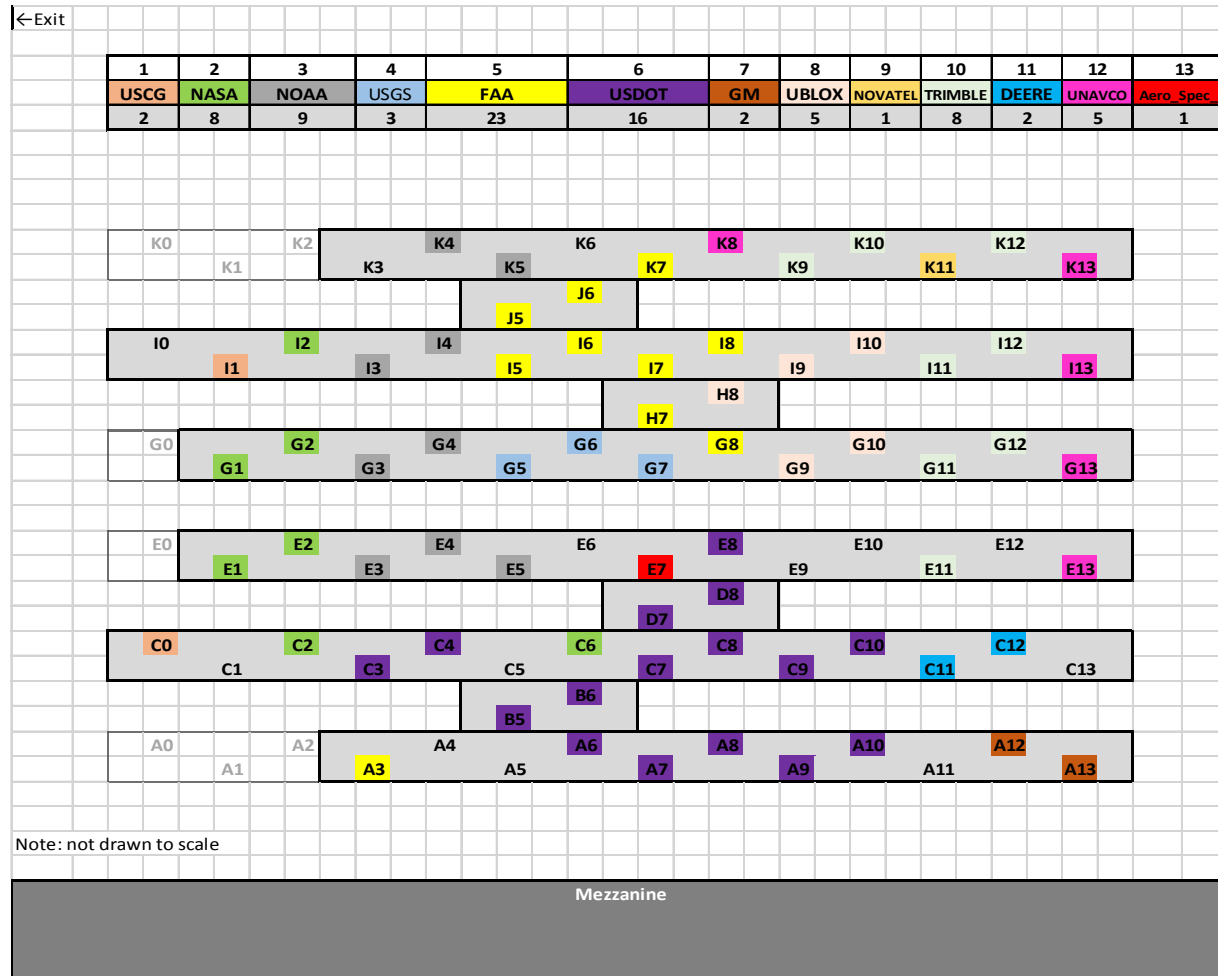 ←Exit
1 2 3 4 5 6 7 8 9 10 11 12 13
USCG NASA NOAA USGS FAA USDOT GM UBLOX NOVATEL TRIMBLE DEERE UNAVCO Aero_Spec_
2 8 9 3 23 16 2 5 1 8 2 5 1
K0 K2 K4 K6 K8 K10 K12
K1 K3 K5 K7 K9 K11 K13
J6
J5
I0 I2 I4 I6 I8 I10 I12
I1 I3 I5 I7 I9 I11 I13
H8
H7
G0 G2 G4 G6 G8 G10 G12
G1 G3 G5 G7 G9 G11 G13
E0 E2 E4 E6 E8 E10 E12
E1 E3 E5 E7 E9 E11 E13
D8
D7
C0 C2 C4 C6 C8 C10 C12
C1 C3 C5 C7 C9 C11 C13
B6
B5
A0 A2 A4 A6 A8 A10 A12
A1 A3 A5 A7 A9 A11 A13
Note: not drawn to scale
Mezzanine